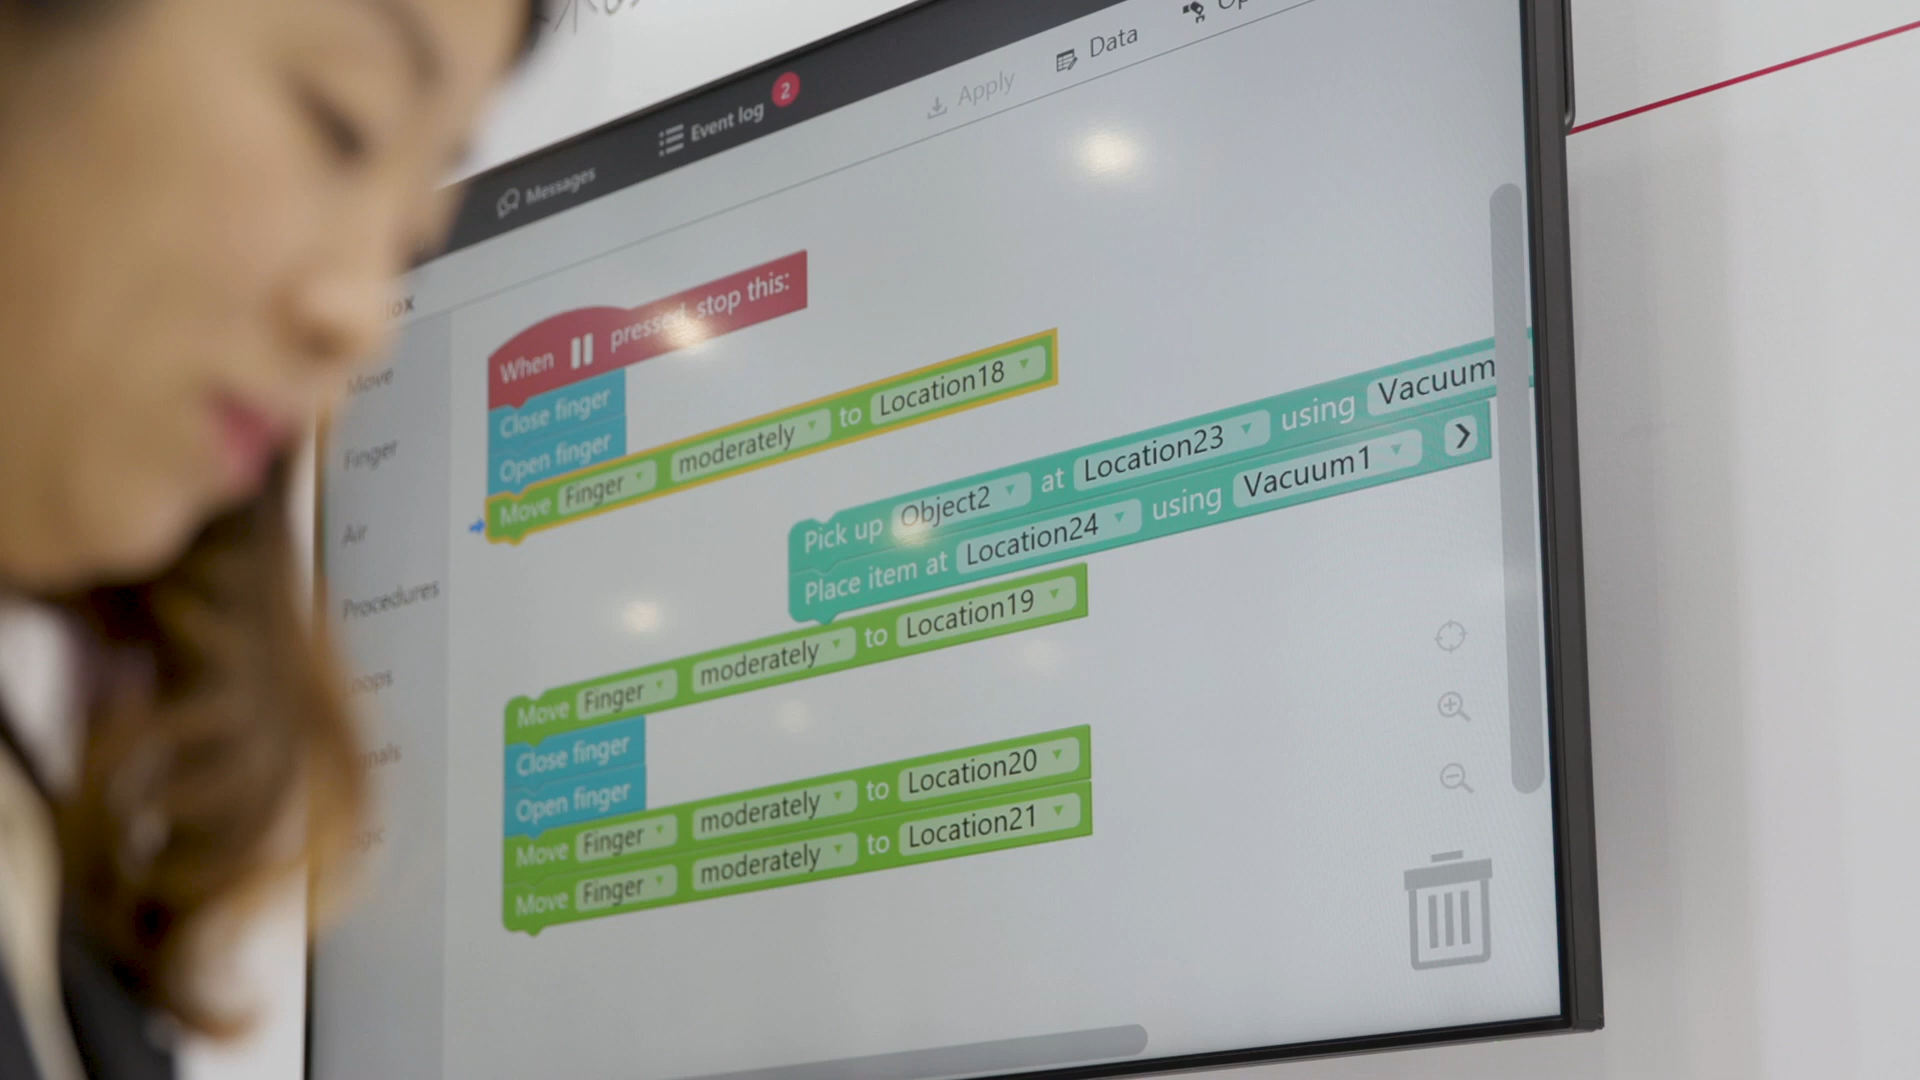 Messages
Event log 2
Apply
Data
Move
Finger
Air
Procedures
When pressed, stop this:
Close finger
Open finger
Move Finger moderately to Location18
Pick up Object2 at Location23 using Vacuum
Place item at Location24 using Vacuum1
Move Finger moderately to Location19
Close finger
Open finger
Move Finger moderately to Location20
Move Finger moderately to Location21